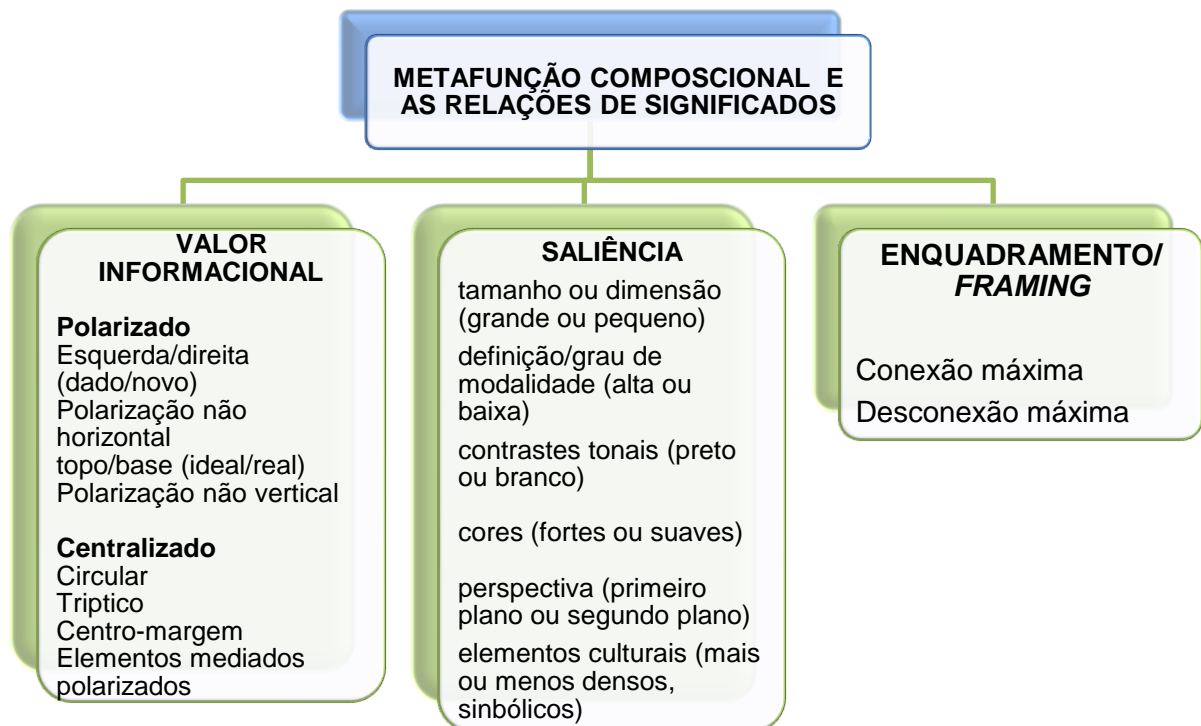 METAFUNÇÃO COMPOSCIONAL E
AS RELAÇÕES DE SIGNIFICADOS
VALOR
INFORMACIONAL
Polarizado
Esquerda/direita
(dado/novo)
Polarização não
horizontal
topo/base (ideal/real)
Polarização não vertical
Centralizado
Circular
Triptico
Centro-margem
Elementos mediados
polarizados
SALIÊNCIA
tamanho ou dimensão
(grande ou pequeno)
definição/grau de
modalidade (alta ou
baixa)
contrastes tonais (preto
ou branco)
cores (fortes ou suaves)
perspectiva (primeiro
plano ou segundo plano)
elementos culturais (mais
ou menos densos,
sinbólicos)
ENQUADRAMENTO/
FRAMING
Conexão máxima
Desconexão máxima